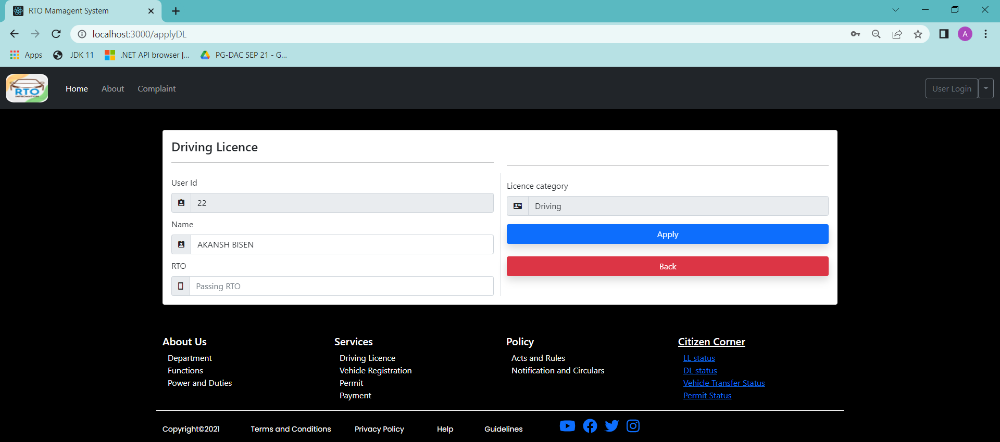 RTO Mamagent System
localhost:3000/applyDL
A
Apps
JDK 11
.NET API browser |...
PG-DAC SEP 21 - G...
RTO
INFROMATION
Home
About
Complaint
User Login
Driving Licence
User Id
22
Name
AKANSH BISEN
RTO
Passing RTO
Licence category
Driving
Apply
Back
About Us
Department
Functions
Power and Duties
Services
Driving Licence
Vehicle Registration
Permit
Payment
Policy
Acts and Rules
Notification and Circulars
Citizen Corner
LL status
DL status
Vehicle Transfer Status
Permit Status
Copyright©2021
Terms and Conditions
Privacy Policy
Help
Guidelines